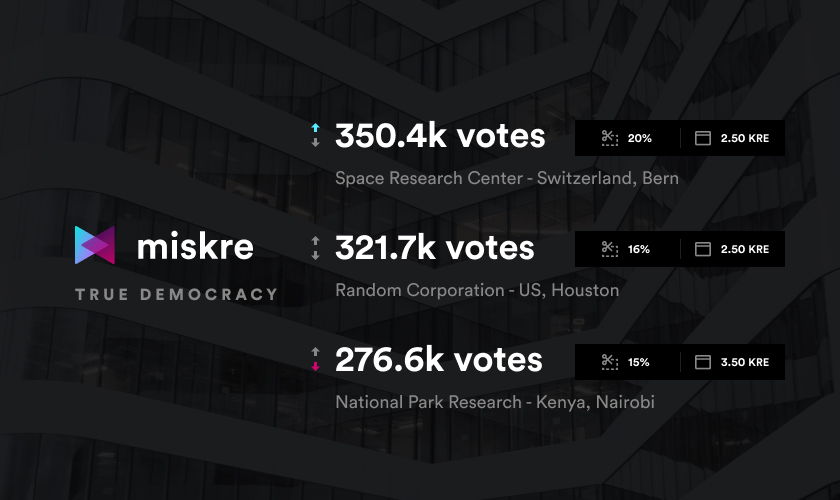 miskre
TRUE DEMOCRACY
350.4k votes
20%
2.50 KRE
Space Research Center - Switzerland, Bern
321.7k votes
16%
2.50 KRE
Random Corporation - US, Houston
276.6k votes
15%
3.50 KRE
National Park Research - Kenya, Nairobi